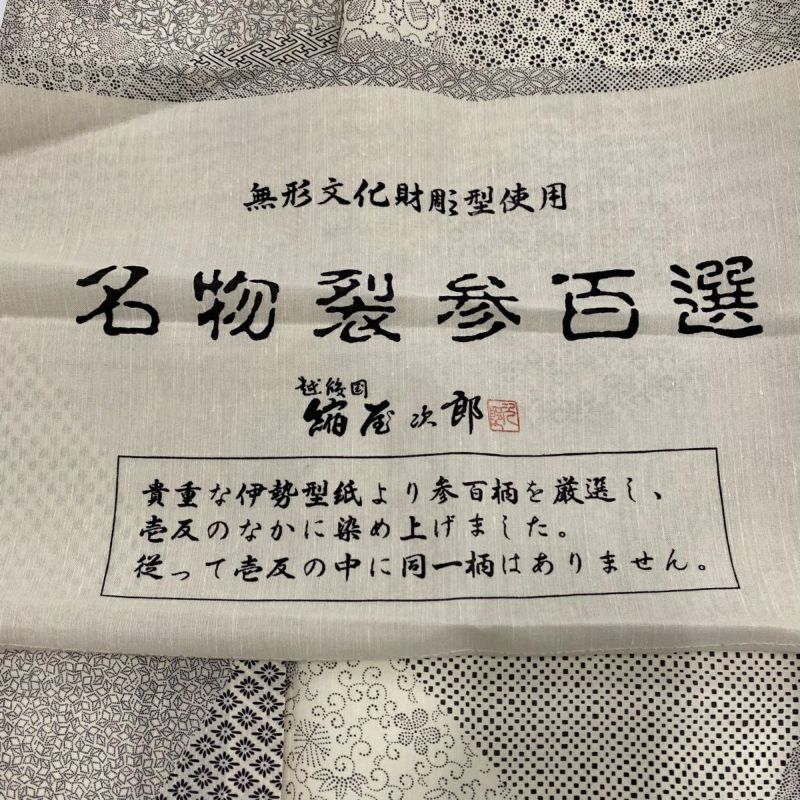 無形文化財彫型使用
名物裂参百選
越後国
縮屋次郎
貴重な伊勢型紙より参百柄を厳選し、
壱反のなかに染め上げました。
従って壱反の中に同一柄はありません。